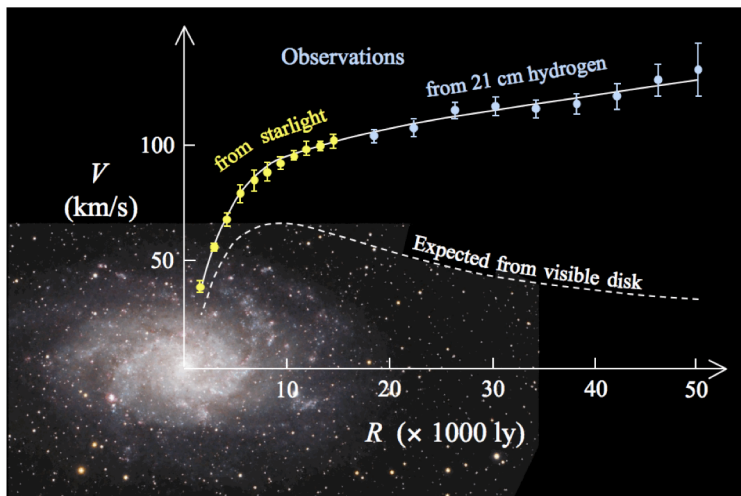 Observations
from 21 cm hydrogen
from starlight
100
V
(km/s)
50
Expected from visible disk
10 20 30 40 50
R (× 1000 ly)